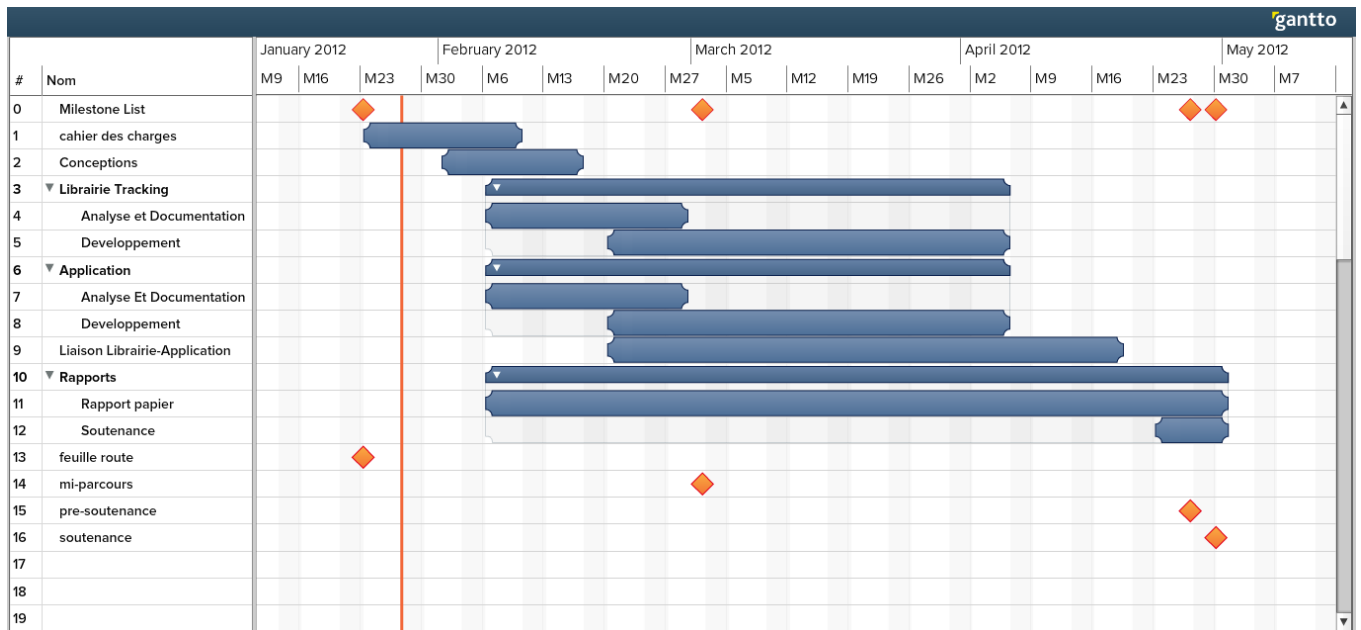 gantto
January 2012 February 2012 March 2012 April 2012 May 2012
# Nom M9 M16 M23 M30 M6 M13 M20 M27 M5 M12 M19 M26 M2 M9 M16 M23 M30 M7
0 Milestone List
1 cahier des charges
2 Conceptions
3 Librairie Tracking
4 Analyse et Documentation
5 Developpement
6 Application
7 Analyse Et Documentation
8 Developpement
9 Liaison Librairie-Application
10 Rapports
11 Rapport papier
12 Soutenance
13 feuille route
14 mi-parcours
15 pre-soutenance
16 soutenance
17
18
19